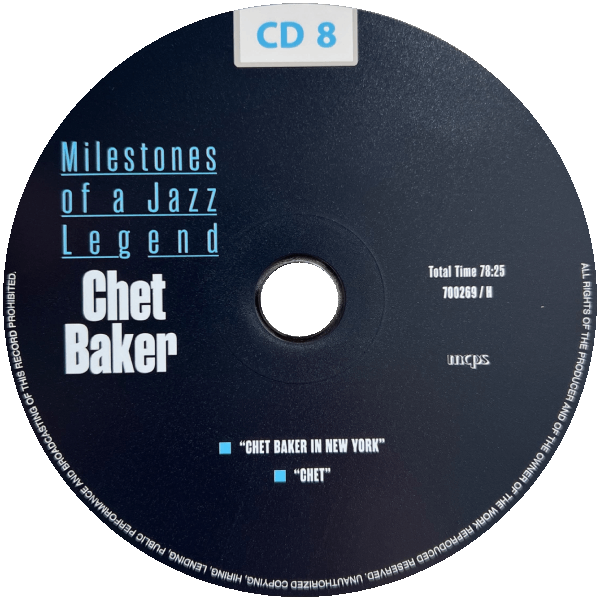 CD 8
Milestones
of a Jazz
Legend
Chet
Baker
Total Time 78:25
700269 / H
mcps
"CHET BAKER IN NEW YORK"
"CHET"
ALL RIGHTS OF THE PRODUCER AND OF THE OWNER OF THE WORK REPRODUCED RESERVED. UNAUTHORIZED COPYING, HIRING, LENDING, PUBLIC PERFORMANCE AND BROADCASTING OF THIS RECORD PROHIBITED.